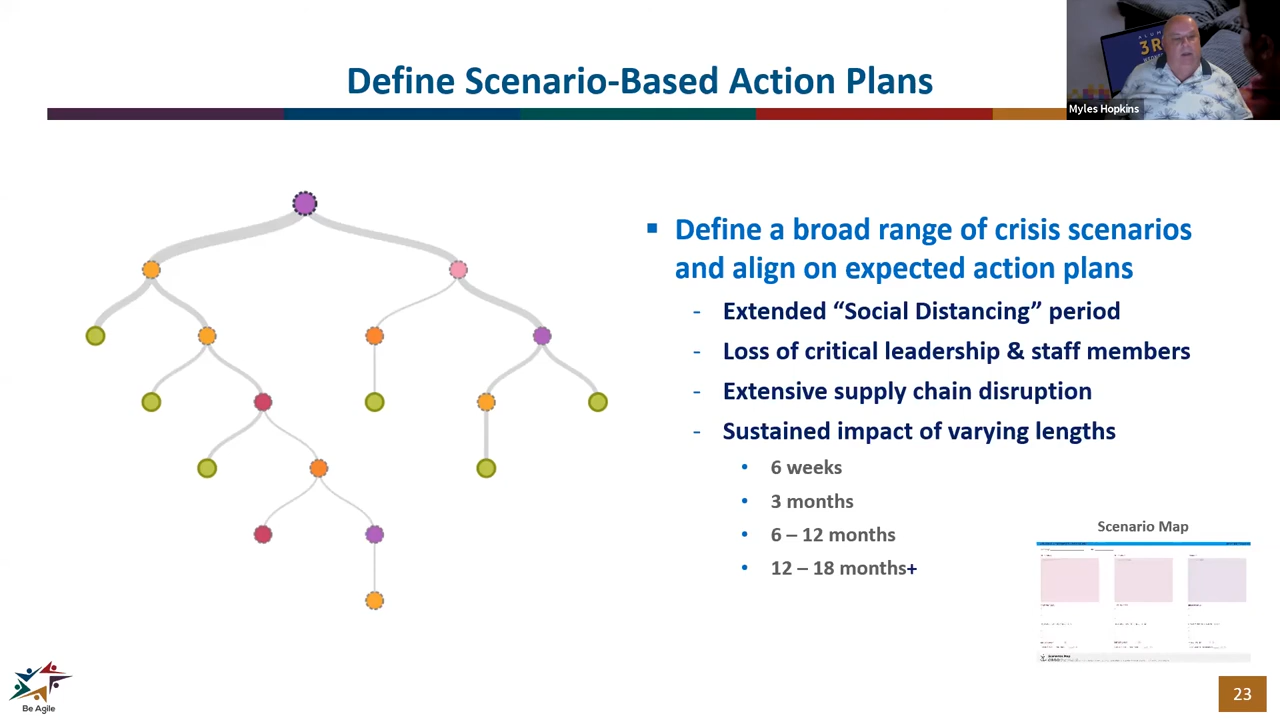 Define Scenario-Based Action Plans
3R
Myles Hopkins
▪ Define a broad range of crisis scenarios
and align on expected action plans
- Extended “Social Distancing” period
- Loss of critical leadership & staff members
- Extensive supply chain disruption
- Sustained impact of varying lengths
• 6 weeks
• 3 months
• 6 – 12 months
• 12 – 18 months+
Scenario Map
Be Agile
23